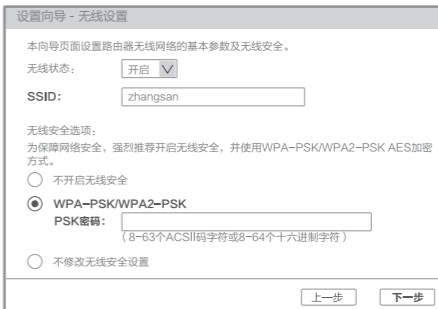 设置向导 - 无线设置
本向导页面设置路由器无线网络的基本参数及无线安全。
无线状态： 开启
SSID: zhangsan
无线安全选项：
为保障网络安全，强烈推荐开启无线安全，并使用WPA-PSK/WPA2-PSK AES加密
方式。
不开启无线安全
WPA-PSK/WPA2-PSK
PSK密码：
（8-63个ACSII码字符或8-64个十六进制字符）
不修改无线安全设置
上一步 下一步